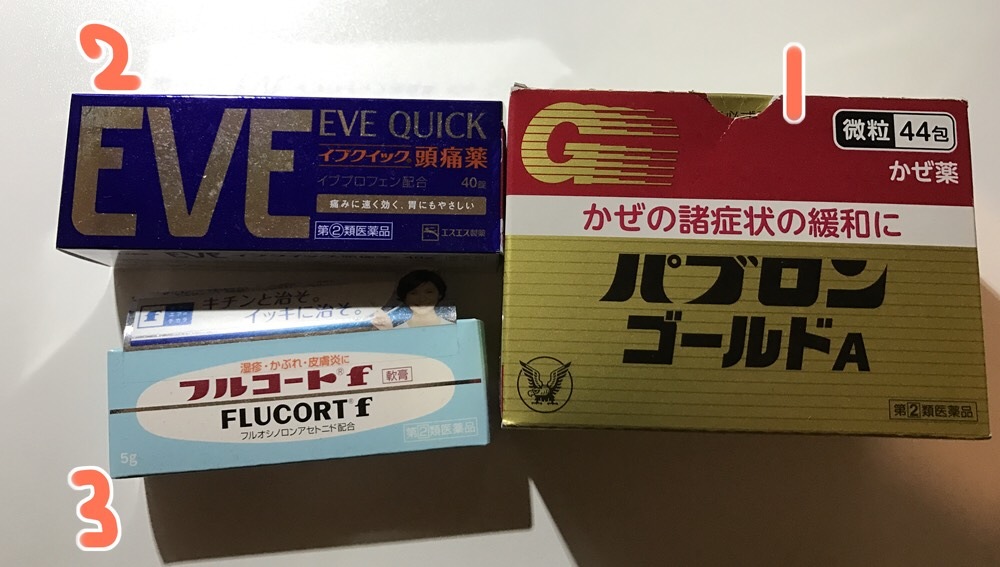 2
EVE
EVE QUICK
イブクイック®頭痛薬
イブプロフェン配合 40錠
痛みに速く効く、胃にもやさしい
指②類医薬品 エスエス製薬
1
G
微粒 44包
かぜ薬
かぜの諸症状の緩和に
パブロン
ゴールドA
指②類医薬品
キチンと治そ。
イッキに治そ。
f
湿疹・かぶれ・皮膚炎に
フルコート®f 軟膏
FLUCORT® f
フルオシノロンアセトニド配合
指②類医薬品
5g
3